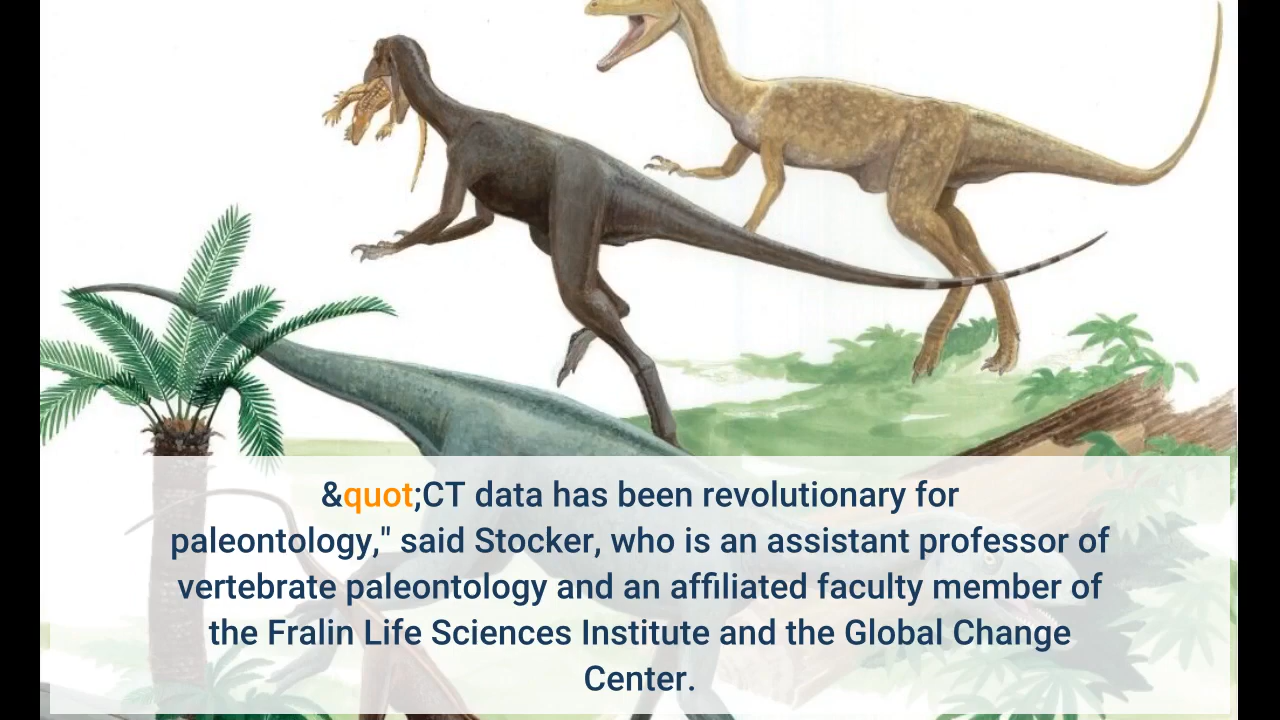 &quot;CT data has been revolutionary for
paleontology," said Stocker, who is an assistant professor of
vertebrate paleontology and an affiliated faculty member of
the Fralin Life Sciences Institute and the Global Change
Center.